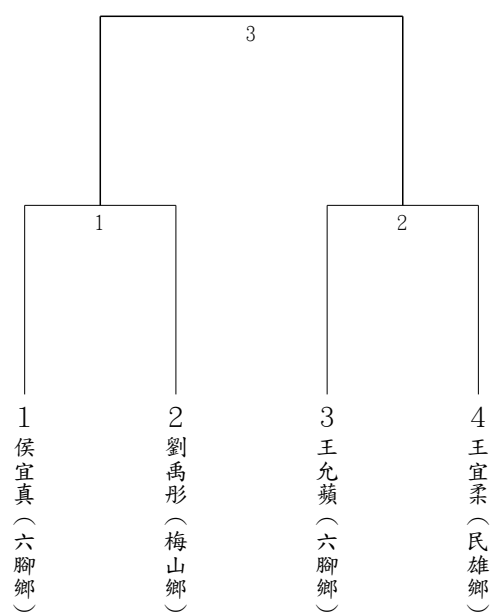 3
1
2
1 侯宜真(六腳鄉)
2 劉禹彤(梅山鄉)
3 王允蘋(六腳鄉)
4 王宜柔(民雄鄉)